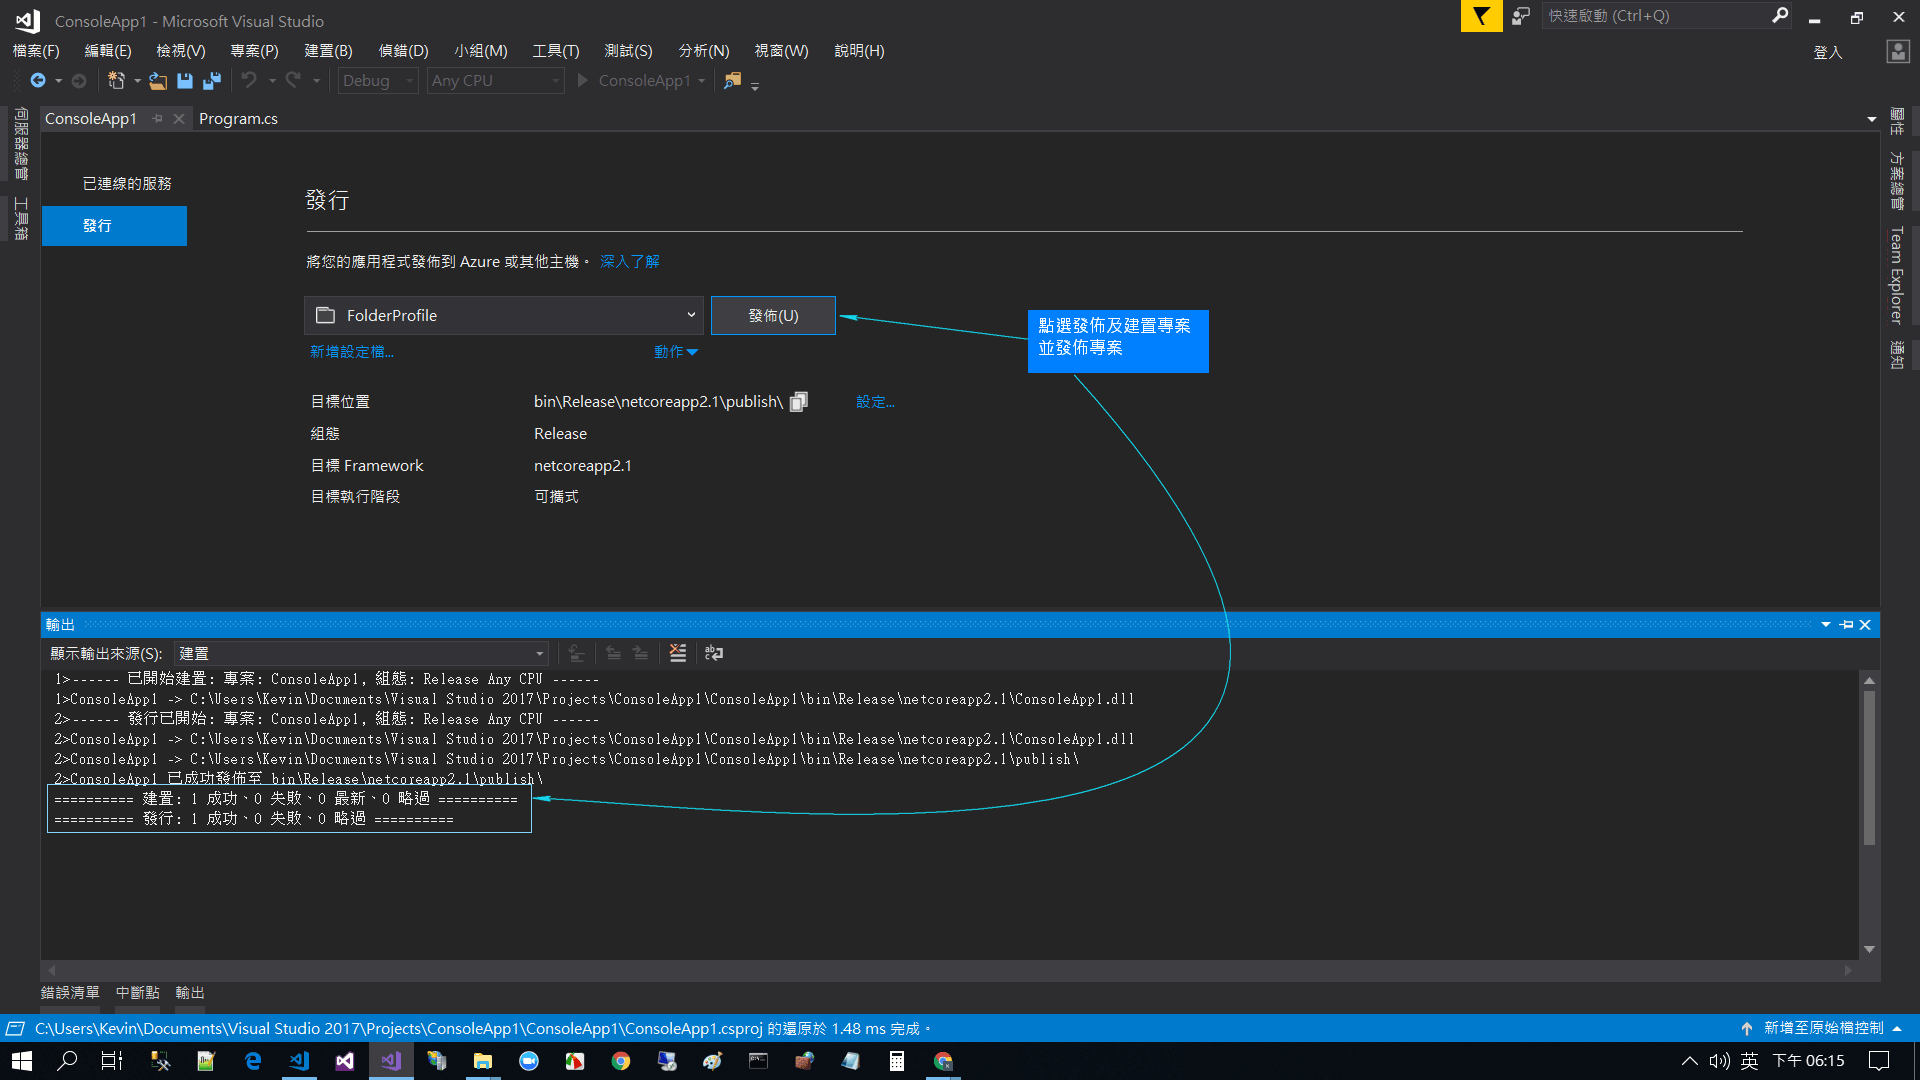 ConsoleApp1 - Microsoft Visual Studio
快速啟動 (Ctrl+Q)
檔案(F) 編輯(E) 檢視(V) 專案(P) 建置(B) 偵錯(D) 小組(M) 工具(T) 測試(S) 分析(N) 視窗(W) 說明(H)
登入
Debug Any CPU ConsoleApp1
伺服器總管
工具箱
ConsoleApp1 Program.cs
屬性
方案總管
Team Explorer
通知
已連線的服務
發行
發行
將您的應用程式發佈到 Azure 或其他主機。 深入了解
FolderProfile 發佈(U)
點選發佈及建置專案
並發佈專案
新增設定檔... 動作
目標位置 bin\Release\netcoreapp2.1\publish\ 設定...
組態 Release
目標 Framework netcoreapp2.1
目標執行階段 可攜式
輸出
顯示輸出來源(S): 建置
1>------ 已開始建置: 專案: ConsoleApp1, 組態: Release Any CPU ------
1>ConsoleApp1 -> C:\Users\Kevin\Documents\Visual Studio 2017\Projects\ConsoleApp1\ConsoleApp1\bin\Release\netcoreapp2.1\ConsoleApp1.dll
2>------ 發行已開始: 專案: ConsoleApp1, 組態: Release Any CPU ------
2>ConsoleApp1 -> C:\Users\Kevin\Documents\Visual Studio 2017\Projects\ConsoleApp1\ConsoleApp1\bin\Release\netcoreapp2.1\ConsoleApp1.dll
2>ConsoleApp1 -> C:\Users\Kevin\Documents\Visual Studio 2017\Projects\ConsoleApp1\ConsoleApp1\bin\Release\netcoreapp2.1\publish\
2>ConsoleApp1 已成功發佈至 bin\Release\netcoreapp2.1\publish\
========== 建置: 1 成功、0 失敗、0 最新、0 略過 ==========
========== 發行: 1 成功、0 失敗、0 略過 ==========
錯誤清單 中斷點 輸出
C:\Users\Kevin\Documents\Visual Studio 2017\Projects\ConsoleApp1\ConsoleApp1\ConsoleApp1.csproj 的還原於 1.48 ms 完成。
新增至原始檔控制
英 下午 06:15